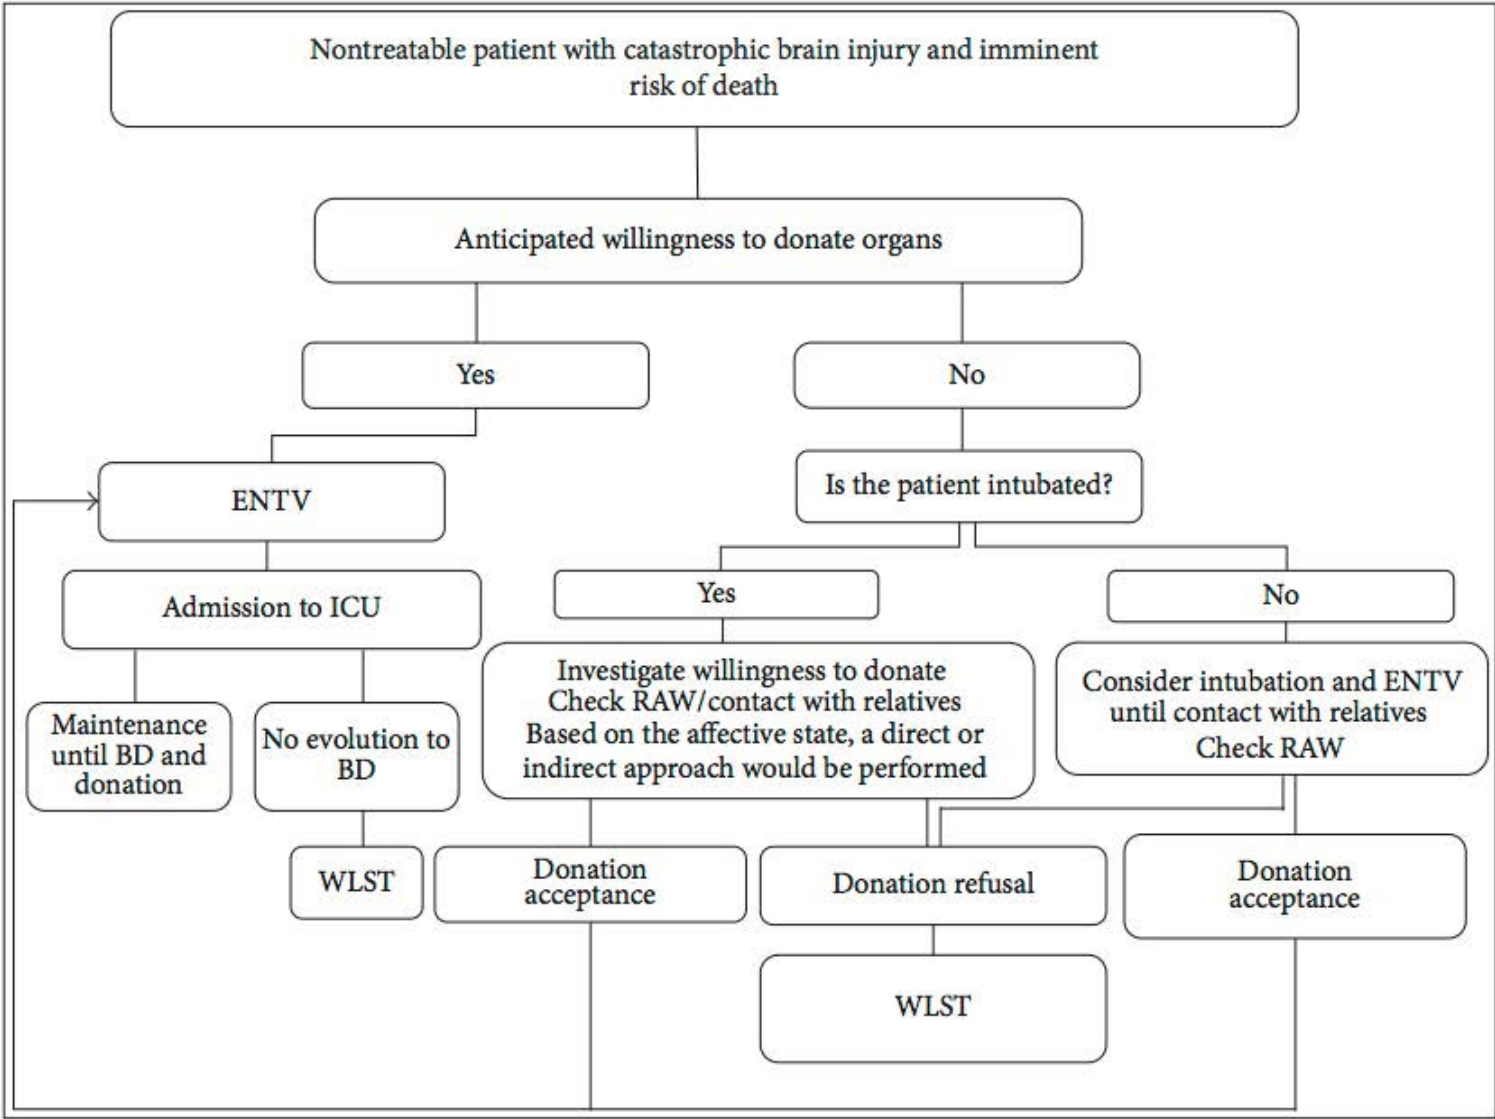 Nontreatable patient with catastrophic brain injury and imminent
risk of death
Anticipated willingness to donate organs
Yes
No
ENTV
Is the patient intubated?
Admission to ICU
Yes
No
Maintenance
until BD and
donation
No evolution to
BD
Investigate willingness to donate
Check RAW/contact with relatives
Based on the affective state, a direct or
indirect approach would be performed
Consider intubation and ENTV
until contact with relatives
Check RAW
WLST
Donation
acceptance
Donation refusal
Donation
acceptance
WLST